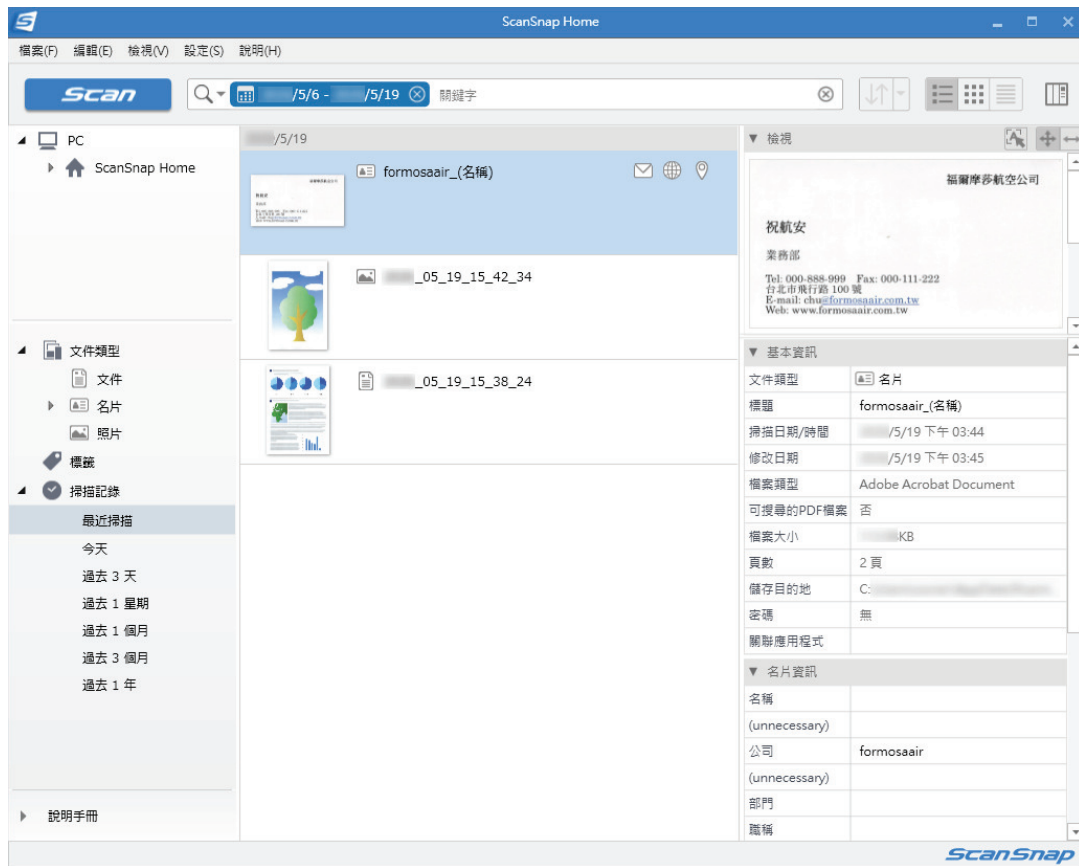 ScanSnap Home
檔案(F) 編輯(E) 檢視(V) 設定(S) 說明(H)
Scan
/5/6 - /5/19 關鍵字
PC
ScanSnap Home
文件類型
文件
名片
照片
標籤
掃描記錄
最近掃描
今天
過去 3 天
過去 1 星期
過去 1 個月
過去 3 個月
過去 1 年
說明手冊
/5/19
formosaair_(名稱)
_05_19_15_42_34
_05_19_15_38_24
檢視
福爾摩莎航空公司
祝航安
業務部
Tel: 000-888-999 Fax: 000-111-222
台北市飛行路 100 號
E-mail: chu@formosaair.com.tw
Web: www.formosaair.com.tw
基本資訊
文件類型 名片
標題 formosaair_(名稱)
掃描日期/時間 /5/19 下午 03:44
修改日期 /5/19 下午 03:45
檔案類型 Adobe Acrobat Document
可搜尋的PDF檔案 否
檔案大小 KB
頁數 2 頁
儲存目的地 C:
密碼 無
關聯應用程式
名片資訊
名稱
(unnecessary)
公司 formosaair
(unnecessary)
部門
職稱
ScanSnap